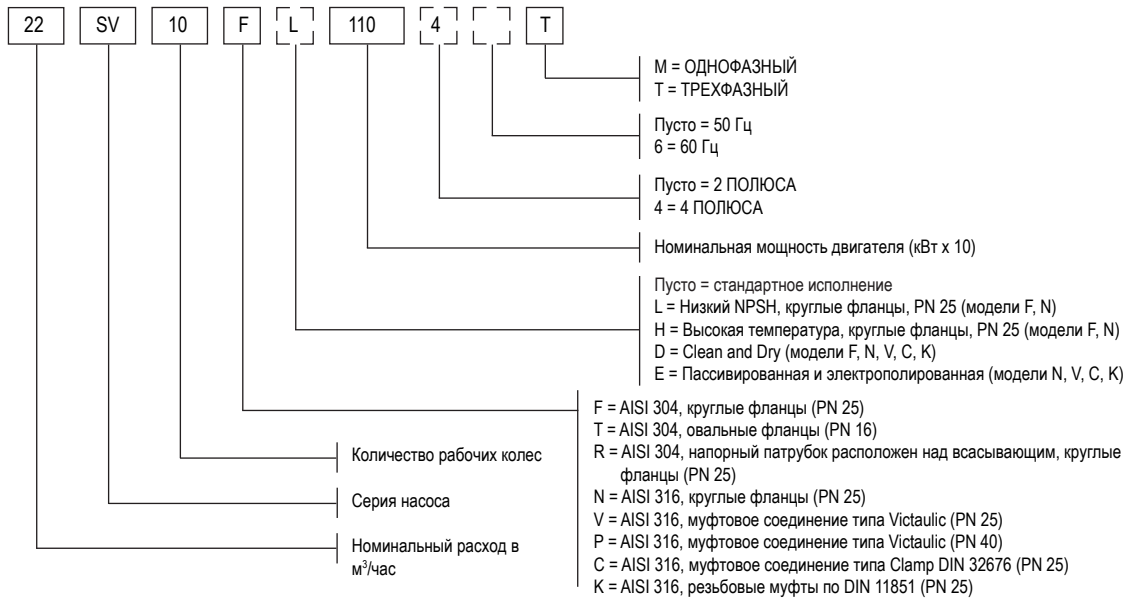 22 SV 10 F L 110 4 T
М = ОДНОФАЗНЫЙ
Т = ТРЕХФАЗНЫЙ
Пусто = 50 Гц
6 = 60 Гц
Пусто = 2 ПОЛЮСА
4 = 4 ПОЛЮСА
Номинальная мощность двигателя (кВт х 10)
Пусто = стандартное исполнение
L = Низкий NPSH, круглые фланцы, PN 25 (модели F, N)
H = Высокая температура, круглые фланцы, PN 25 (модели F, N)
D = Clean and Dry (модели F, N, V, C, K)
E = Пассивированная и электрополированная (модели N, V, C, K)
F = AISI 304, круглые фланцы (PN 25)
T = AISI 304, овальные фланцы (PN 16)
R = AISI 304, напорный патрубок расположен над всасывающим, круглые
фланцы (PN 25)
N = AISI 316, круглые фланцы (PN 25)
V = AISI 316, муфтовое соединение типа Victaulic (PN 25)
P = AISI 316, муфтовое соединение типа Victaulic (PN 40)
C = AISI 316, муфтовое соединение типа Clamp DIN 32676 (PN 25)
K = AISI 316, резьбовые муфты по DIN 11851 (PN 25)
Количество рабочих колес
Серия насоса
Номинальный расход в
м³/час